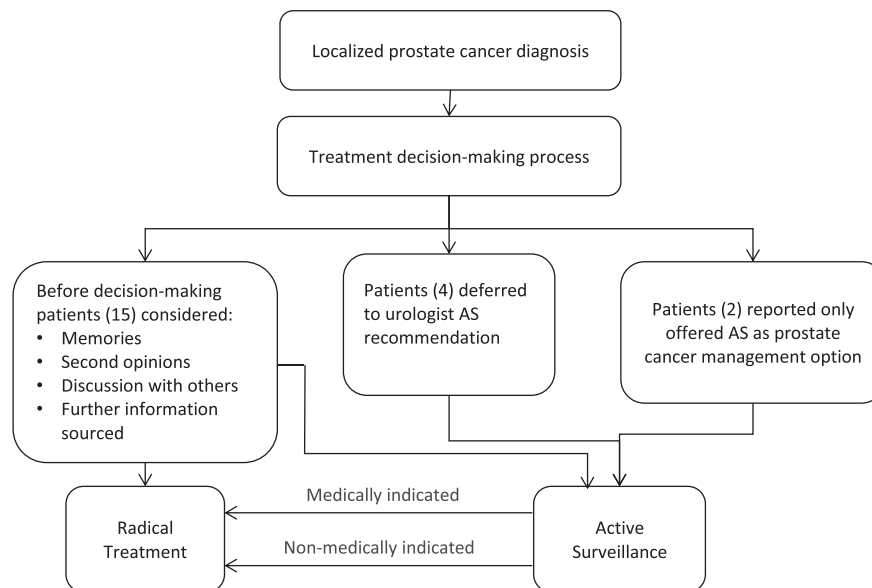 Localized prostate cancer diagnosis
Treatment decision-making process
Before decision-making
patients (15) considered:
• Memories
• Second opinions
• Discussion with others
• Further information
sourced
Patients (4) deferred
to urologist AS
recommendation
Patients (2) reported only
offered AS as prostate
cancer management option
Radical
Treatment
Medically indicated
Non-medically indicated
Active
Surveillance